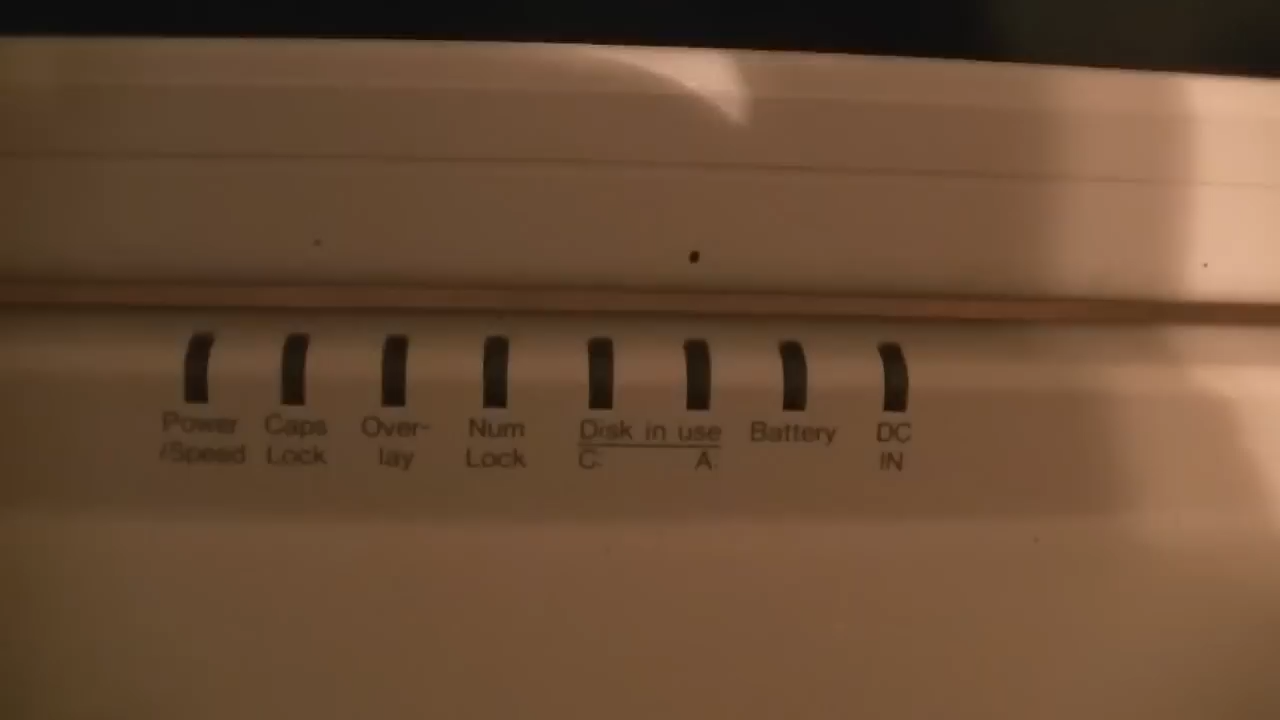 Power Caps Over- Num Disk in use Battery DC
/Speed Lock lay Lock C: A: IN